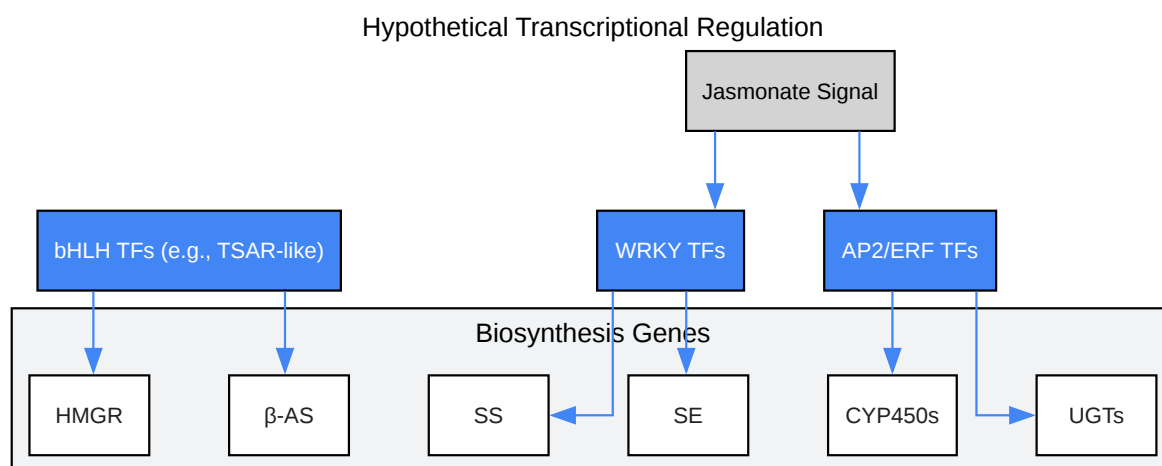 Hypothetical Transcriptional Regulation
Jasmonate Signal
bHLH TFs (e.g., TSAR-like)
WRKY TFs
AP2/ERF TFs
Biosynthesis Genes
HMGR
β-AS
SS
SE
CYP450s
UGTs